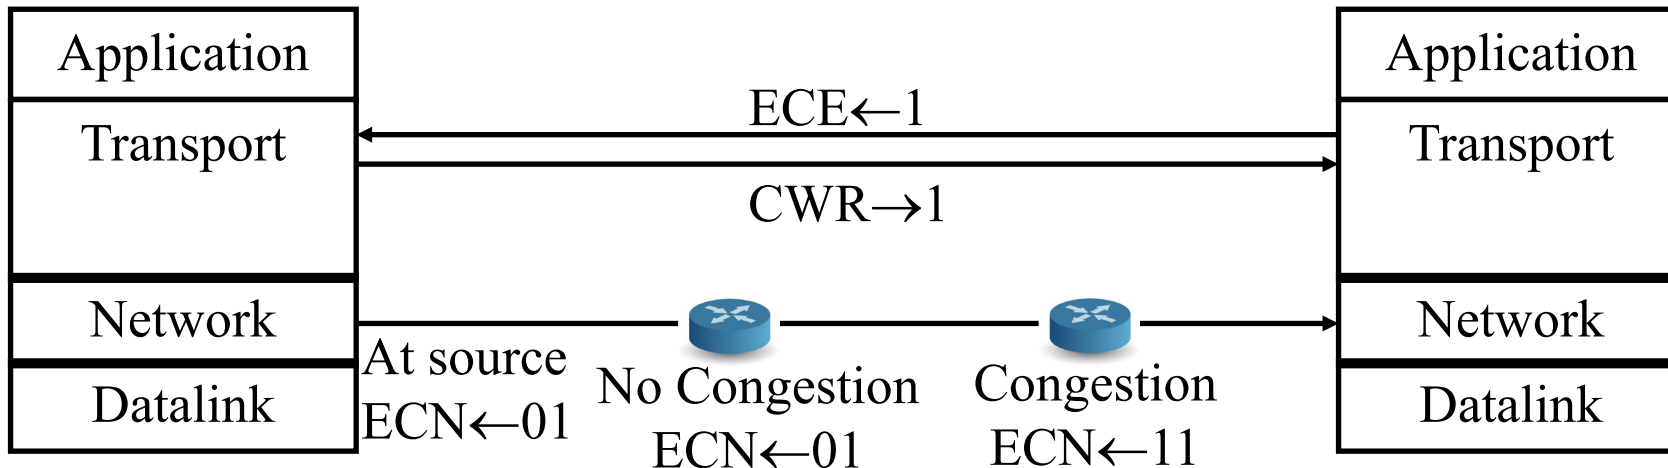 Application
Transport
Network
Datalink
ECE←1
CWR→1
At source
ECN←01
No Congestion
ECN←01
Congestion
ECN←11
Application
Transport
Network
Datalink